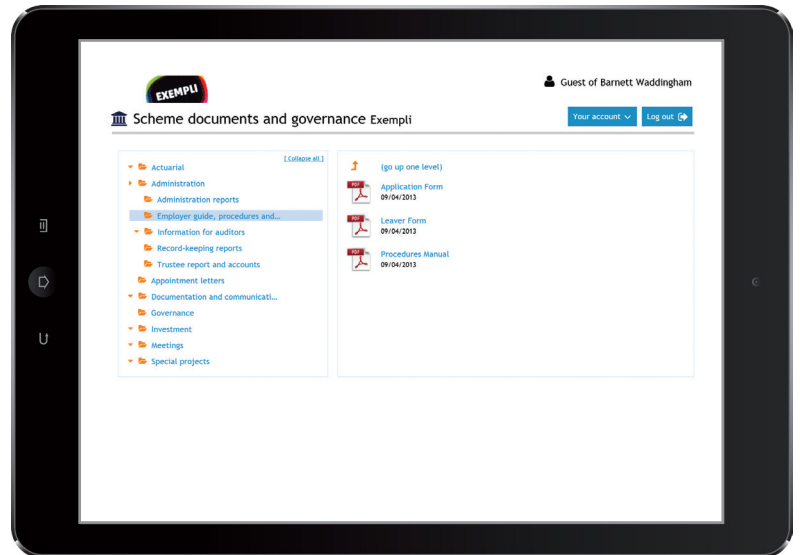 EXEMPLI
Guest of Barnett Waddingham
Scheme documents and governance Exempli
Your account
Log out
[ Collapse all ]
Actuarial
Administration
Administration reports
Employer guide, procedures and...
Information for auditors
Record-keeping reports
Trustee report and accounts
Appointment letters
Documentation and communicati...
Governance
Investment
Meetings
Special projects
(go up one level)
PDF
Application Form
09/04/2013
PDF
Leaver Form
09/04/2013
PDF
Procedures Manual
09/04/2013